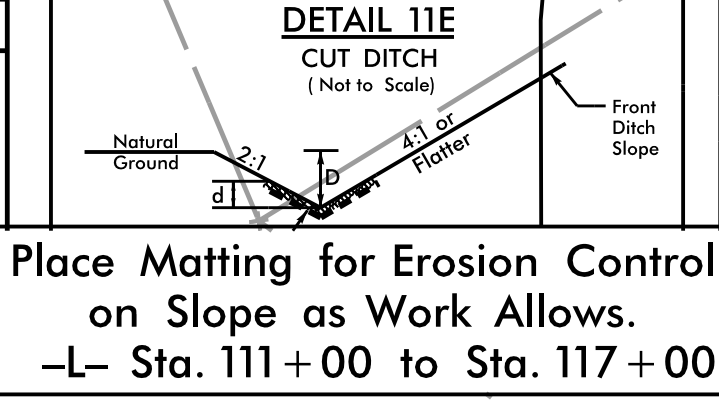 DETAIL 11E
CUT DITCH
( Not to Scale)
Natural
Ground
2:1
D
d
4:1 or
Flatter
Front
Ditch
Slope
Place Matting for Erosion Control
on Slope as Work Allows.
–L– Sta. 111+00 to Sta. 117+00